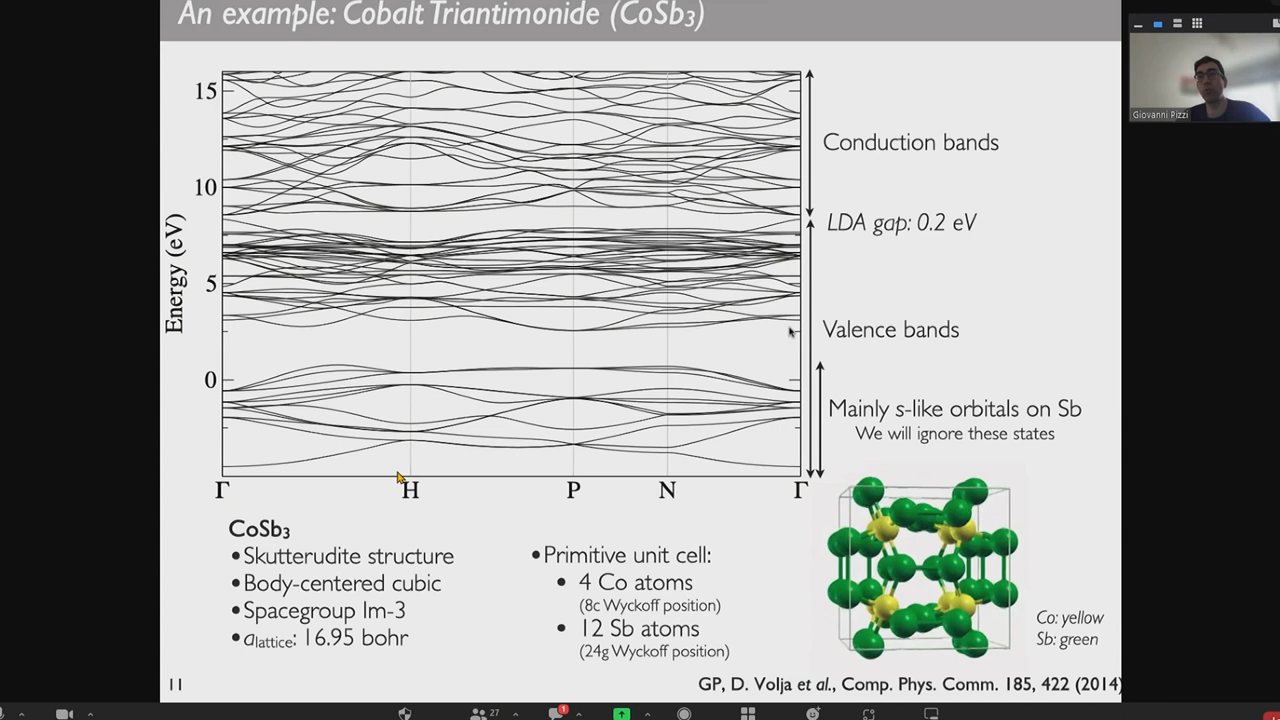 An example: Cobalt Triantimonide (CoSb₃)
Giovanni Pizzi
15
10
5
0
Energy (eV)
Γ H P N Γ
Conduction bands
LDA gap: 0.2 eV
Valence bands
Mainly s-like orbitals on Sb
We will ignore these states
CoSb₃
•Skutterudite structure
•Body-centered cubic
•Spacegroup Im-3
•alattice: 16.95 bohr
•Primitive unit cell:
• 4 Co atoms
(8c Wyckoff position)
• 12 Sb atoms
(24g Wyckoff position)
Co: yellow
Sb: green
11
GP, D. Volja et al., Comp. Phys. Comm. 185, 422 (2014)
27
1